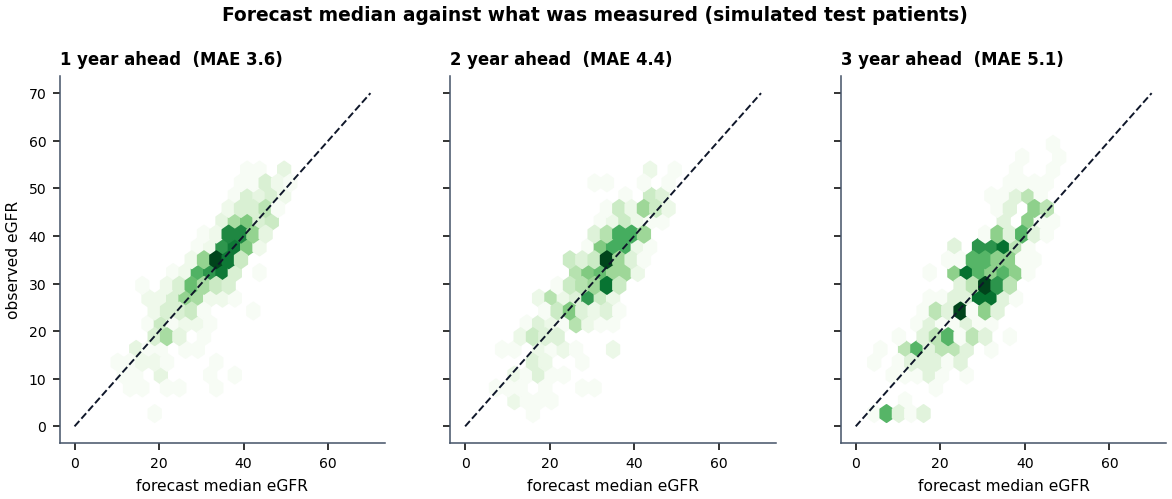 Forecast median against what was measured (simulated test patients)
1 year ahead  (MAE 3.6)
2 year ahead  (MAE 4.4)
3 year ahead  (MAE 5.1)
observed eGFR
70
60
50
40
30
20
10
0
0 20 40 60
0 20 40 60
0 20 40 60
forecast median eGFR
forecast median eGFR
forecast median eGFR